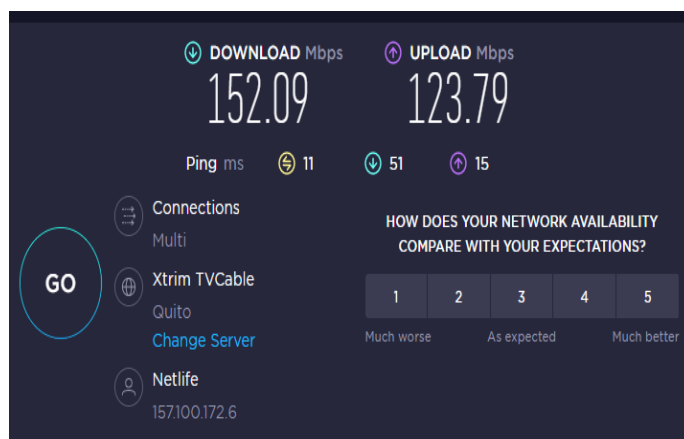 DOWNLOAD Mbps
152.09
UPLOAD Mbps
123.79
Ping ms 11 51 15
Connections
Multi
GO
Xtrim TVCable
Quito
Change Server
Netlife
157.100.172.6
HOW DOES YOUR NETWORK AVAILABILITY
COMPARE WITH YOUR EXPECTATIONS?
1 2 3 4 5
Much worse As expected Much better